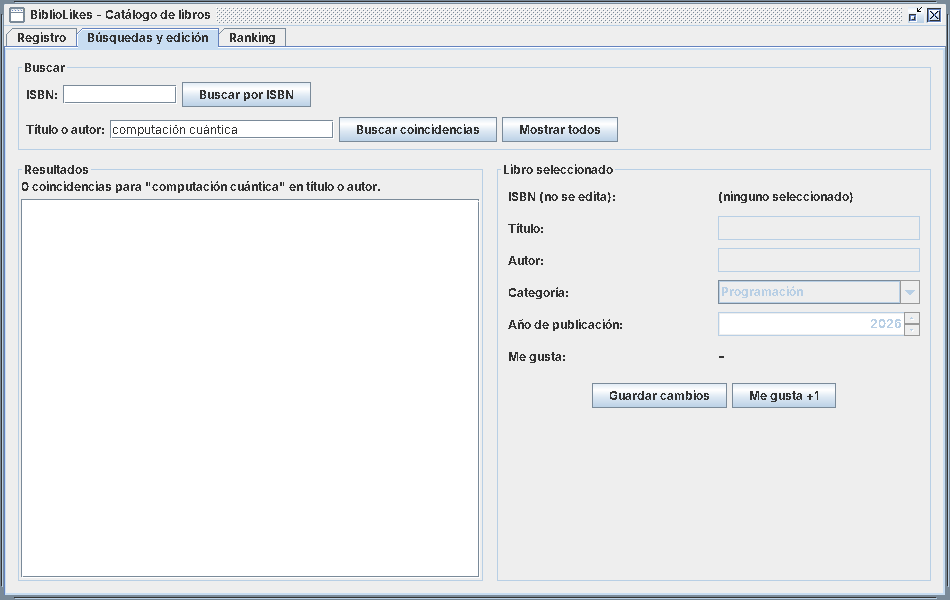 BiblioLikes - Catálogo de libros
Registro
Búsquedas y edición
Ranking
Buscar
ISBN:
Buscar por ISBN
Título o autor:
computación cuántica
Buscar coincidencias
Mostrar todos
Resultados
0 coincidencias para "computación cuántica" en título o autor.
Libro seleccionado
ISBN (no se edita):
(ninguno seleccionado)
Título:
Autor:
Categoría:
Programación
Año de publicación:
2026
Me gusta:
-
Guardar cambios
Me gusta +1